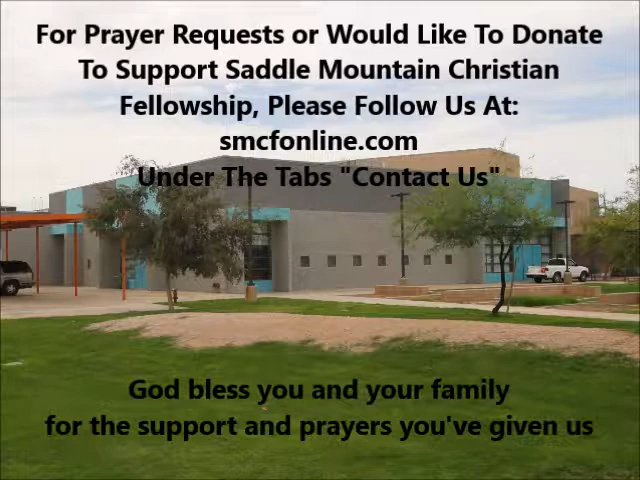 For Prayer Requests or Would Like To Donate
To Support Saddle Mountain Christian
Fellowship, Please Follow Us At:
smcfonline.com
Under The Tabs "Contact Us"
God bless you and your family
for the support and prayers you've given us